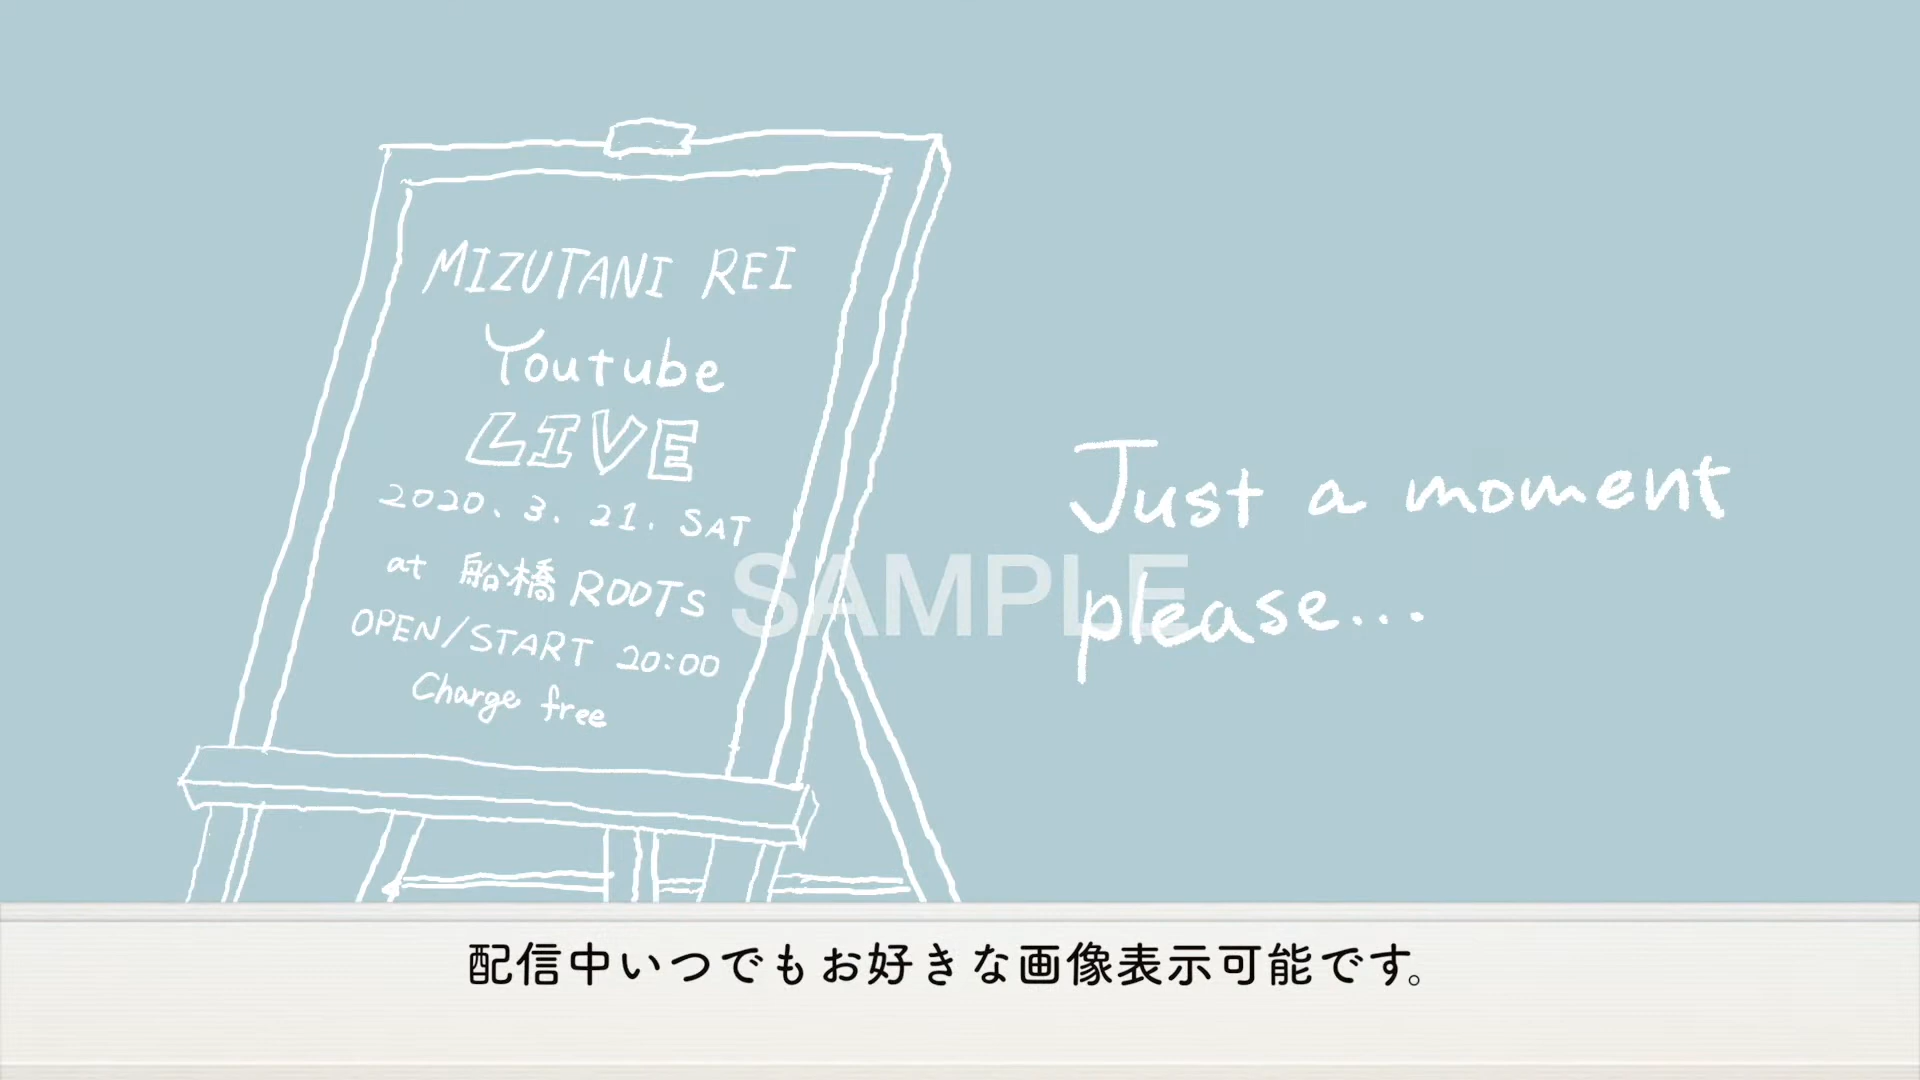 MIZUTANI REI
Youtube
LIVE
2020、3. 21. SAT
at 船橋 ROOTS
OPEN/START 20:00
Charge free
Just a moment
please...
SAMPLE
配信中いつでもお好きな画像表示可能です。